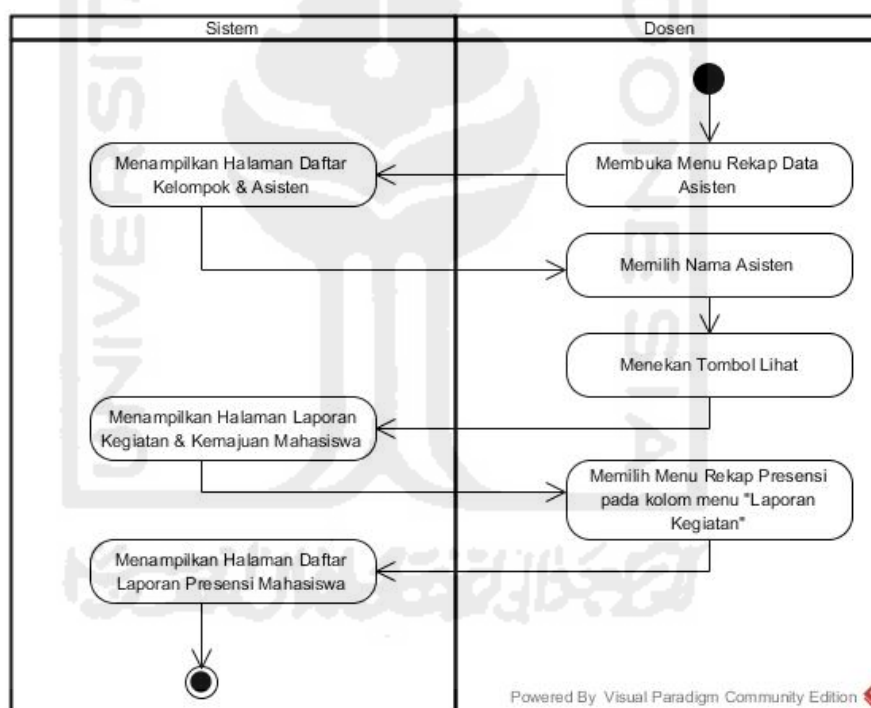 Sistem
Dosen
Membuka Menu Rekap Data
Asisten
Menampilkan Halaman Daftar
Kelompok & Asisten
Memilih Nama Asisten
Menekan Tombol Lihat
Menampilkan Halaman Laporan
Kegiatan & Kemajuan Mahasiswa
Memilih Menu Rekap Presensi
pada kolom menu "Laporan
Kegiatan"
Menampilkan Halaman Daftar
Laporan Presensi Mahasiswa
UNIVERSITA
DONESIA
Powered By Visual Paradigm Community Edition